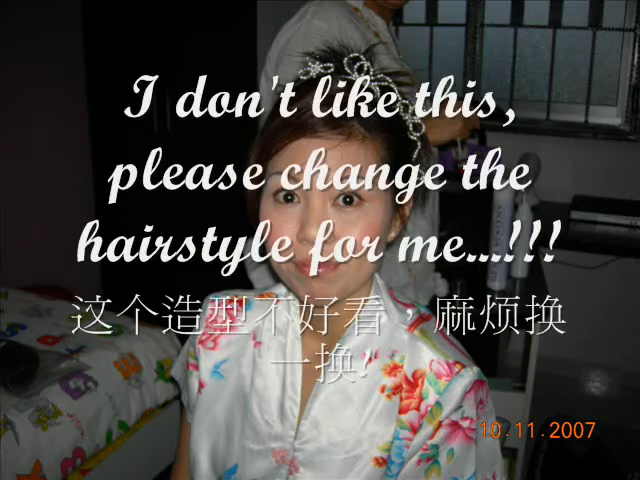 I don't like this,
please change the
hairstyle for me...!!!
这个造型不好看，麻烦换
一换!
10.11.2007